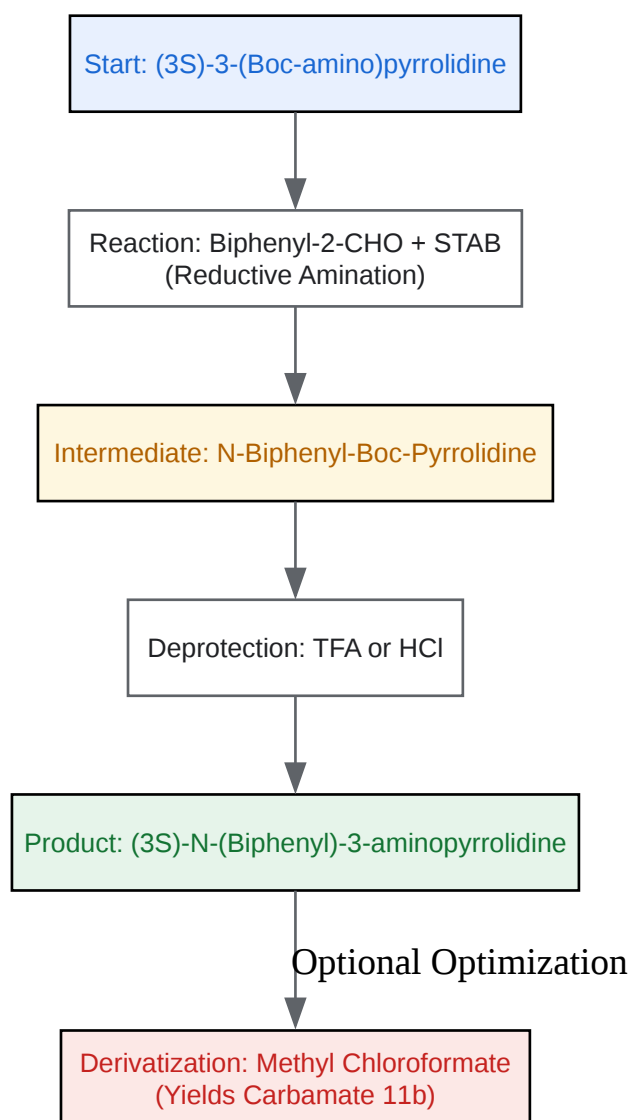 Start: (3S)-3-(Boc-amino)pyrrolidine
Reaction: Biphenyl-2-CHO + STAB
(Reductive Amination)
Intermediate: N-Biphenyl-Boc-Pyrrolidine
Deprotection: TFA or HCl
Product: (3S)-N-(Biphenyl)-3-aminopyrrolidine
Optional Optimization
Derivatization: Methyl Chloroformate
(Yields Carbamate 11b)